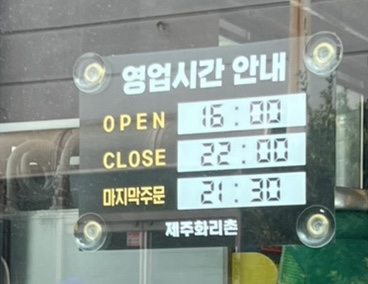 영업시간 안내
OPEN 16:00
CLOSE 22:00
마지막주문 21:30
제주화리촌